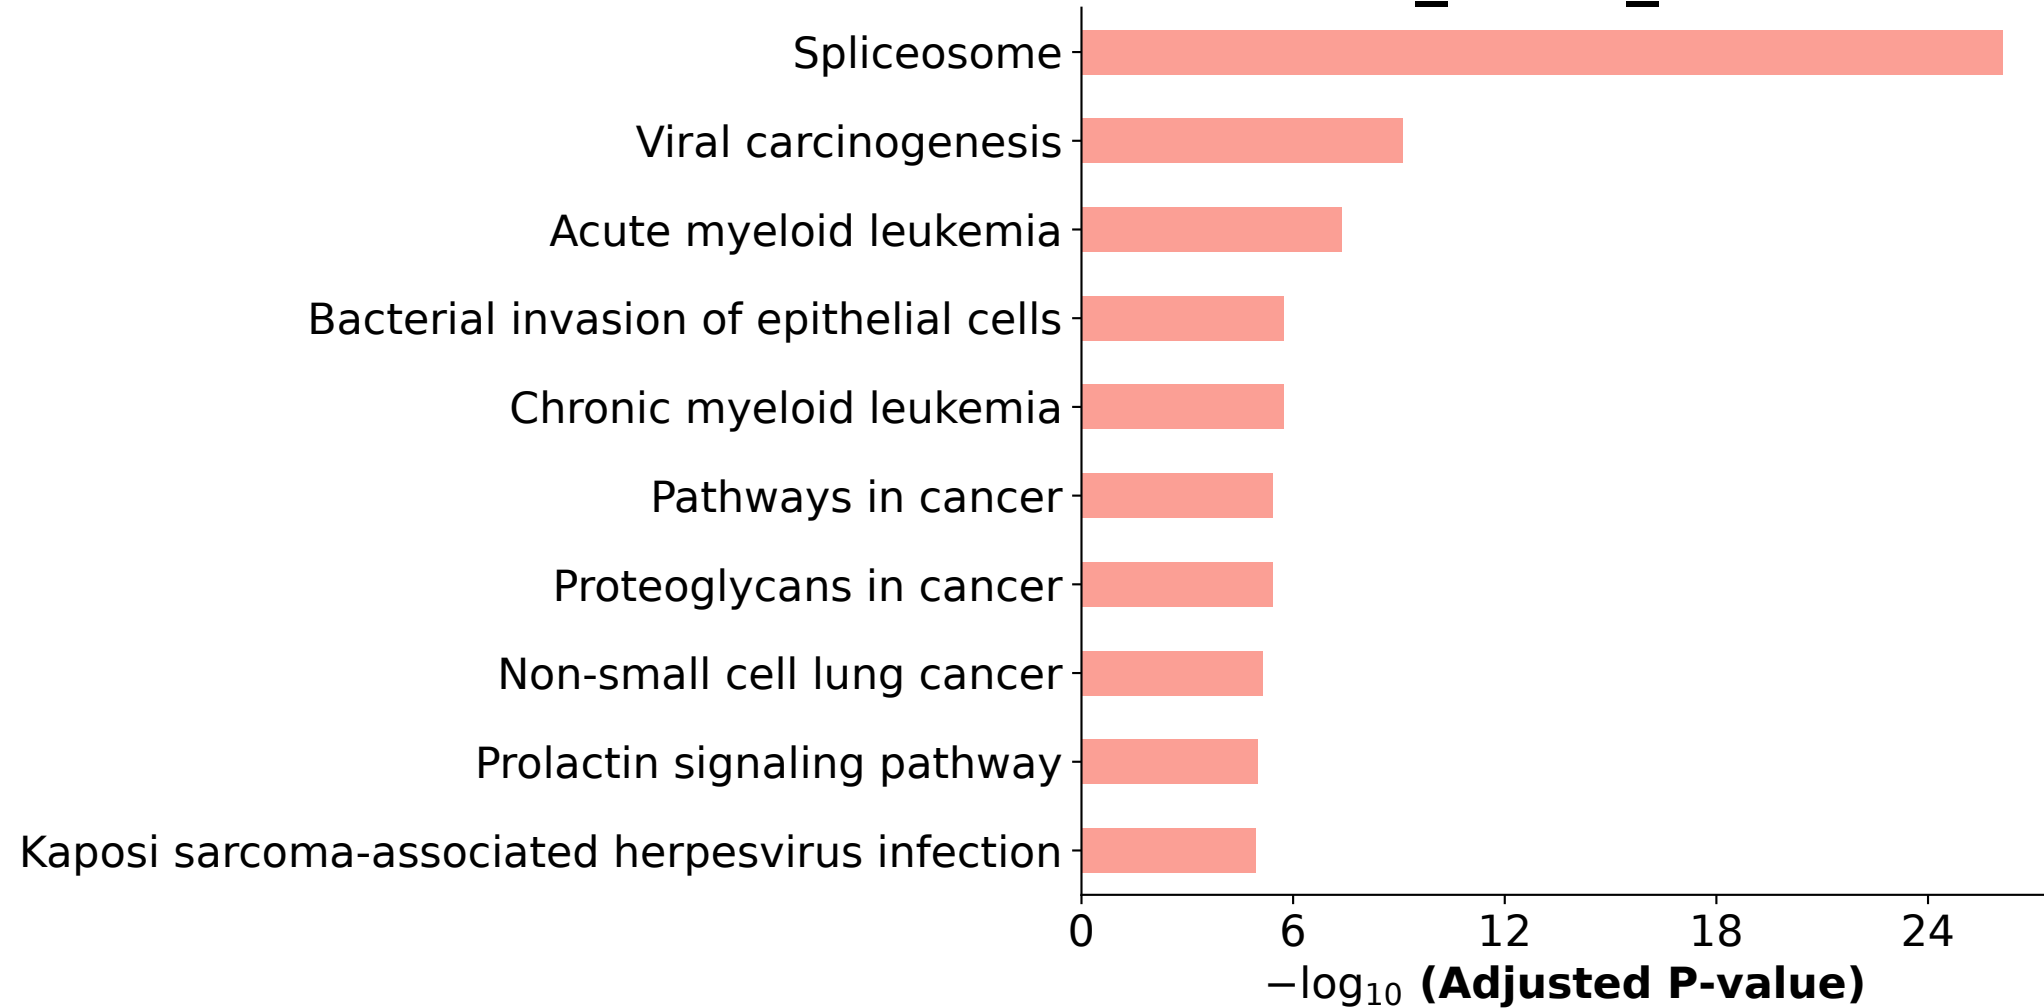 Spliceosome
Viral carcinogenesis
Acute myeloid leukemia
Bacterial invasion of epithelial cells
Chronic myeloid leukemia
Pathways in cancer
Proteoglycans in cancer
Non-small cell lung cancer
Prolactin signaling pathway
Kaposi sarcoma-associated herpesvirus infection
0 6 12 18 24
−log₁₀ (Adjusted P-value)